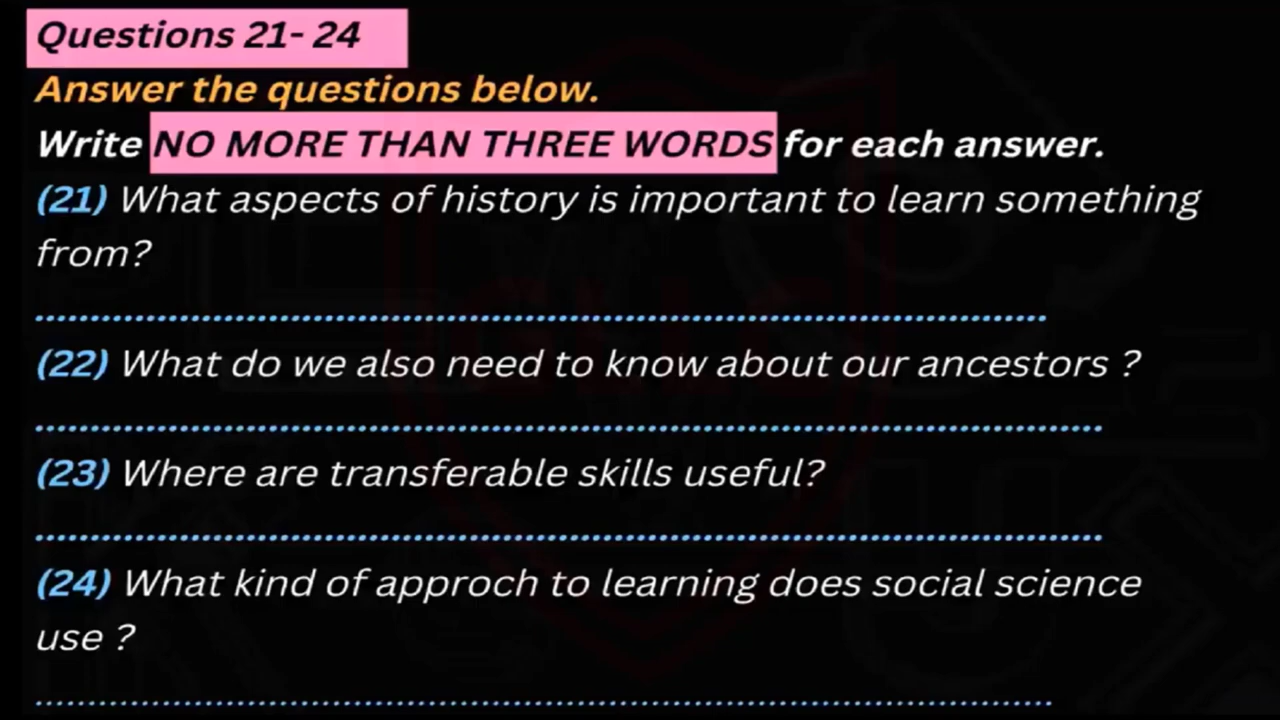 Questions 21- 24
Answer the questions below.
Write NO MORE THAN THREE WORDS for each answer.
(21) What aspects of history is important to learn something
from?
................................................................................
(22) What do we also need to know about our ancestors ?
................................................................................
(23) Where are transferable skills useful?
................................................................................
(24) What kind of approch to learning does social science
use ?
................................................................................